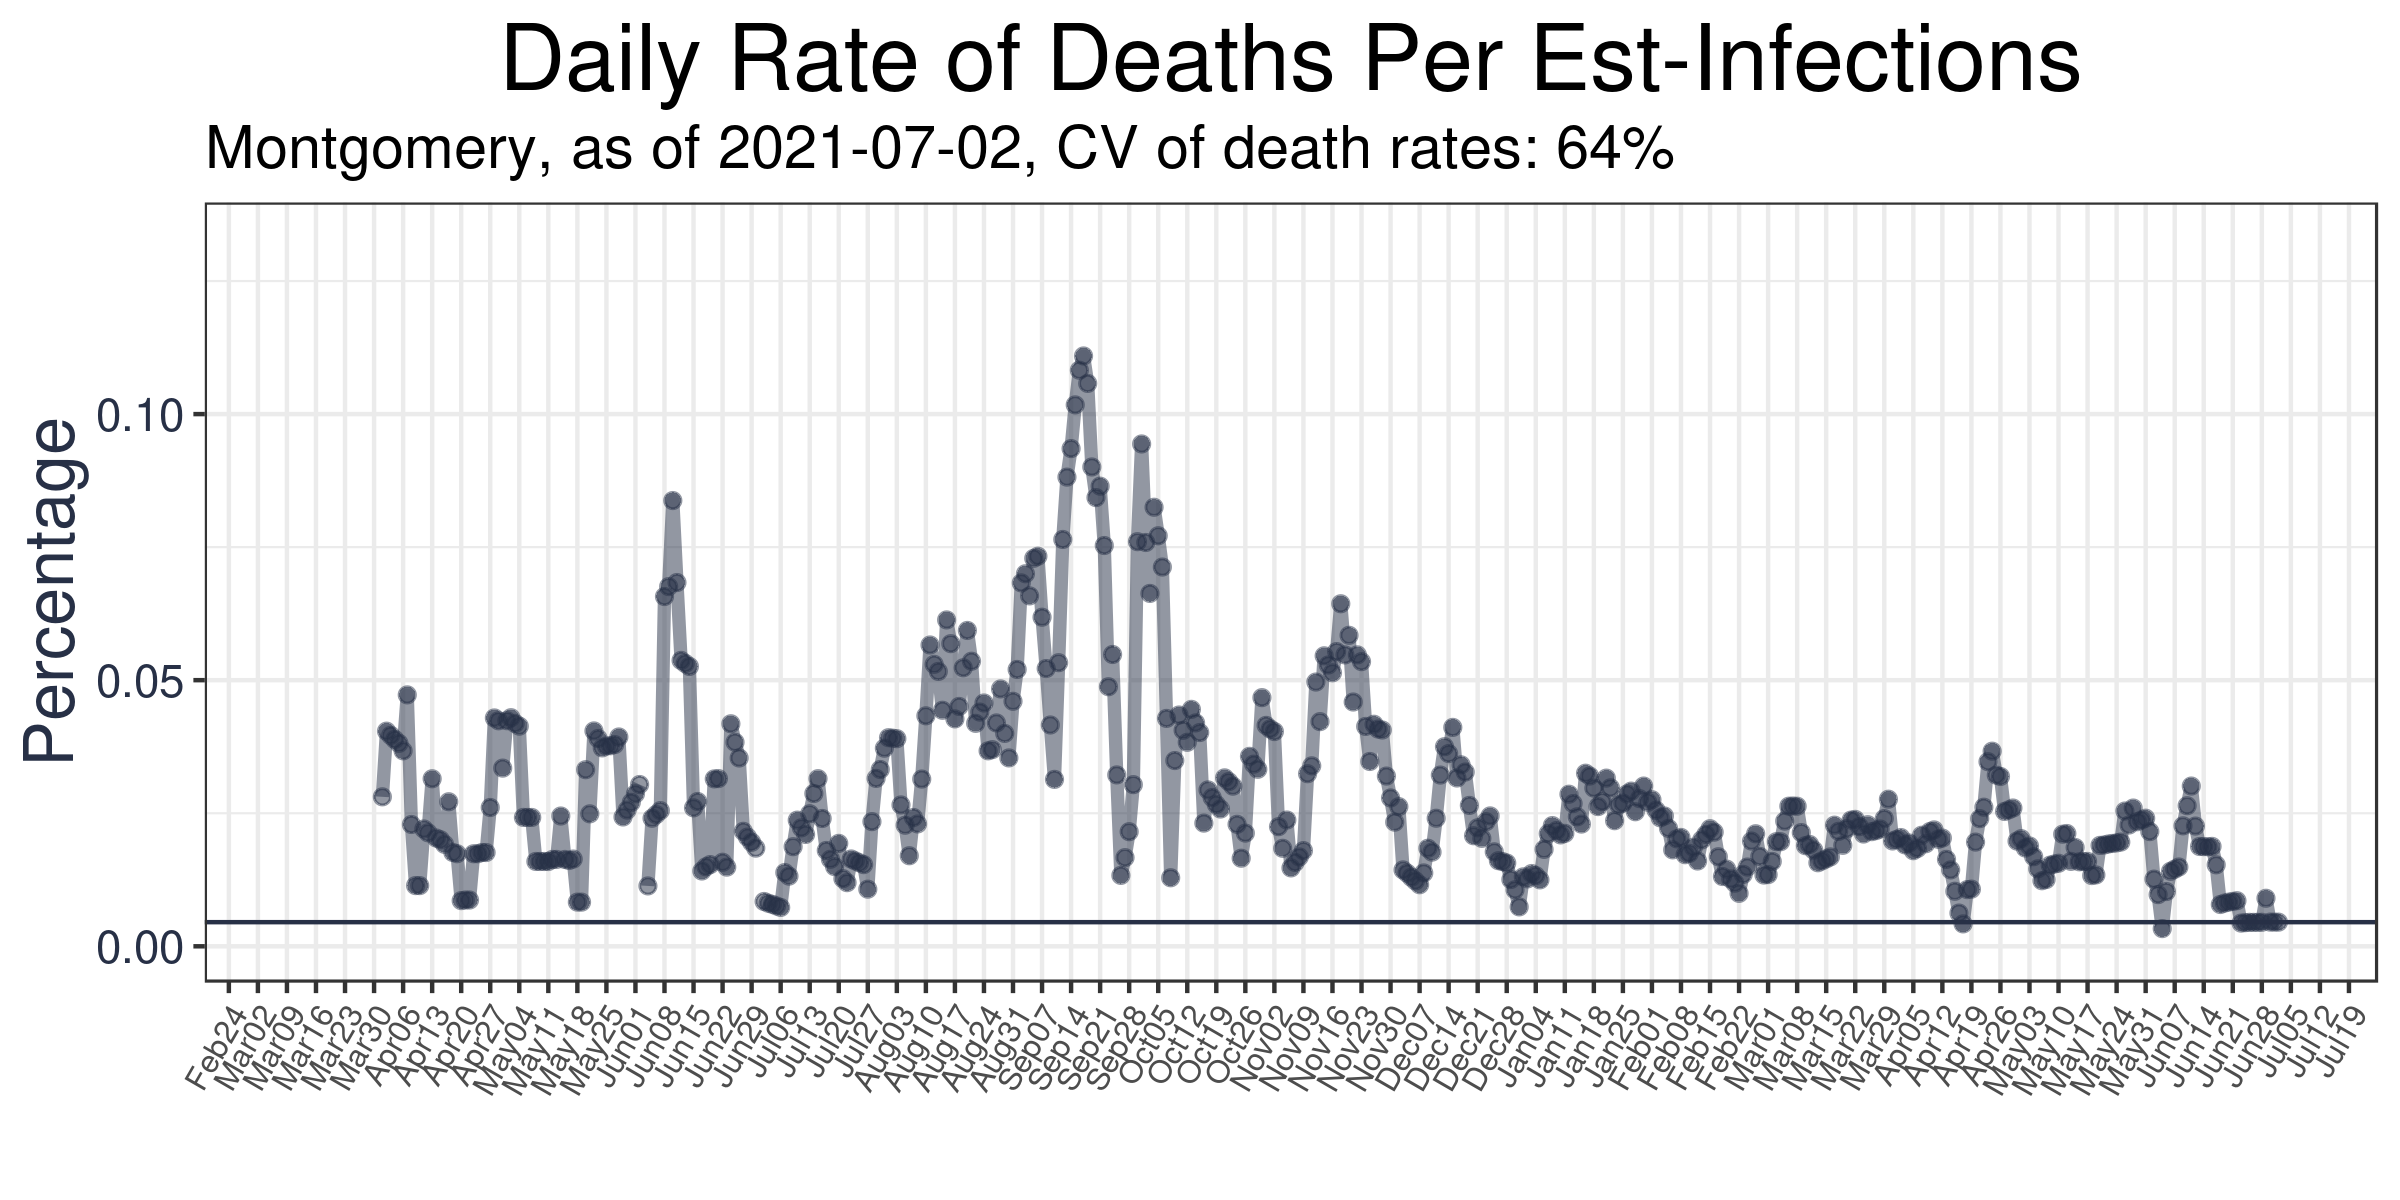 Daily Rate of Deaths Per Est-Infections
Montgomery, as of 2021-07-02, CV of death rates: 64%
Percentage
0.10
0.05
0.00
Feb24
Mar02
Mar09
Mar16
Mar23
Mar30
Apr06
Apr13
Apr20
Apr27
May04
May11
May18
May25
Jun01
Jun08
Jun15
Jun22
Jun29
Jul06
Jul13
Jul20
Jul27
Aug03
Aug10
Aug17
Aug24
Aug31
Sep07
Sep14
Sep21
Sep28
Oct05
Oct12
Oct19
Oct26
Nov02
Nov09
Nov16
Nov23
Nov30
Dec07
Dec14
Dec21
Dec28
Jan04
Jan11
Jan18
Jan25
Feb01
Feb08
Feb15
Feb22
Mar01
Mar08
Mar15
Mar22
Mar29
Apr05
Apr12
Apr19
Apr26
May03
May10
May17
May24
May31
Jun07
Jun14
Jun21
Jun28
Jul05
Jul12
Jul19